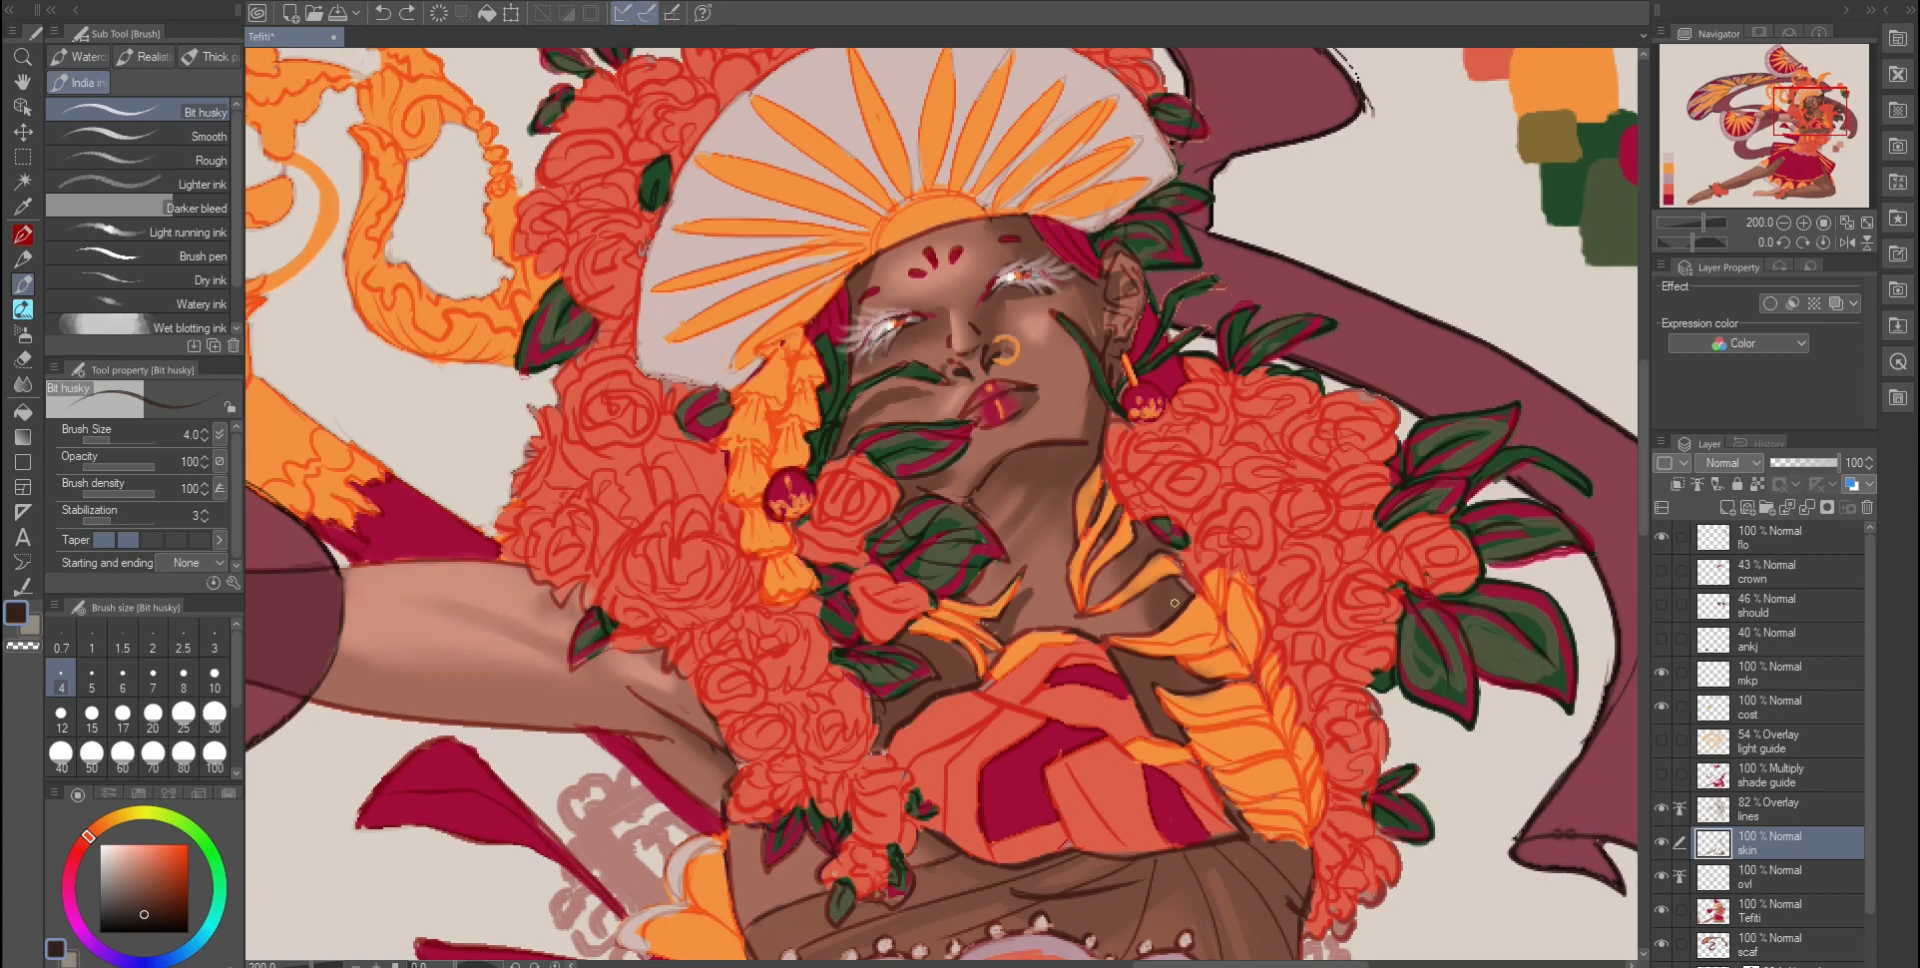 Sub Tool [Brush]
Waterc
Realist
Thick p
India in
Bit husky
Smooth
Rough
Lighter ink
Darker bleed
Light running ink
Brush pen
Dry ink
Watery ink
Wet blotting ink
Tool property [Bit husky]
Bit husky
Brush Size 4.0
Opacity 100
Brush density 100
Stabilization 3
Taper
Starting and ending None
Brush size [Bit husky]
0.7 1 1.5 2 2.5 3
4 5 6 7 8 10
12 15 17 20 25 30
40 50 60 70 80 100
Tefiti*
200.0 0.0
Navigator
200.0
0.0
Layer Property
Effect
Expression color
Color
Layer History
Normal 100
100 % Normal
flo
43 % Normal
crown
46 % Normal
should
40 % Normal
ankj
100 % Normal
mkp
100 % Normal
cost
54 % Overlay
light guide
100 % Multiply
shade guide
82 % Overlay
lines
100 % Normal
skin
100 % Normal
ovl
100 % Normal
Tefiti
100 % Normal
scaf